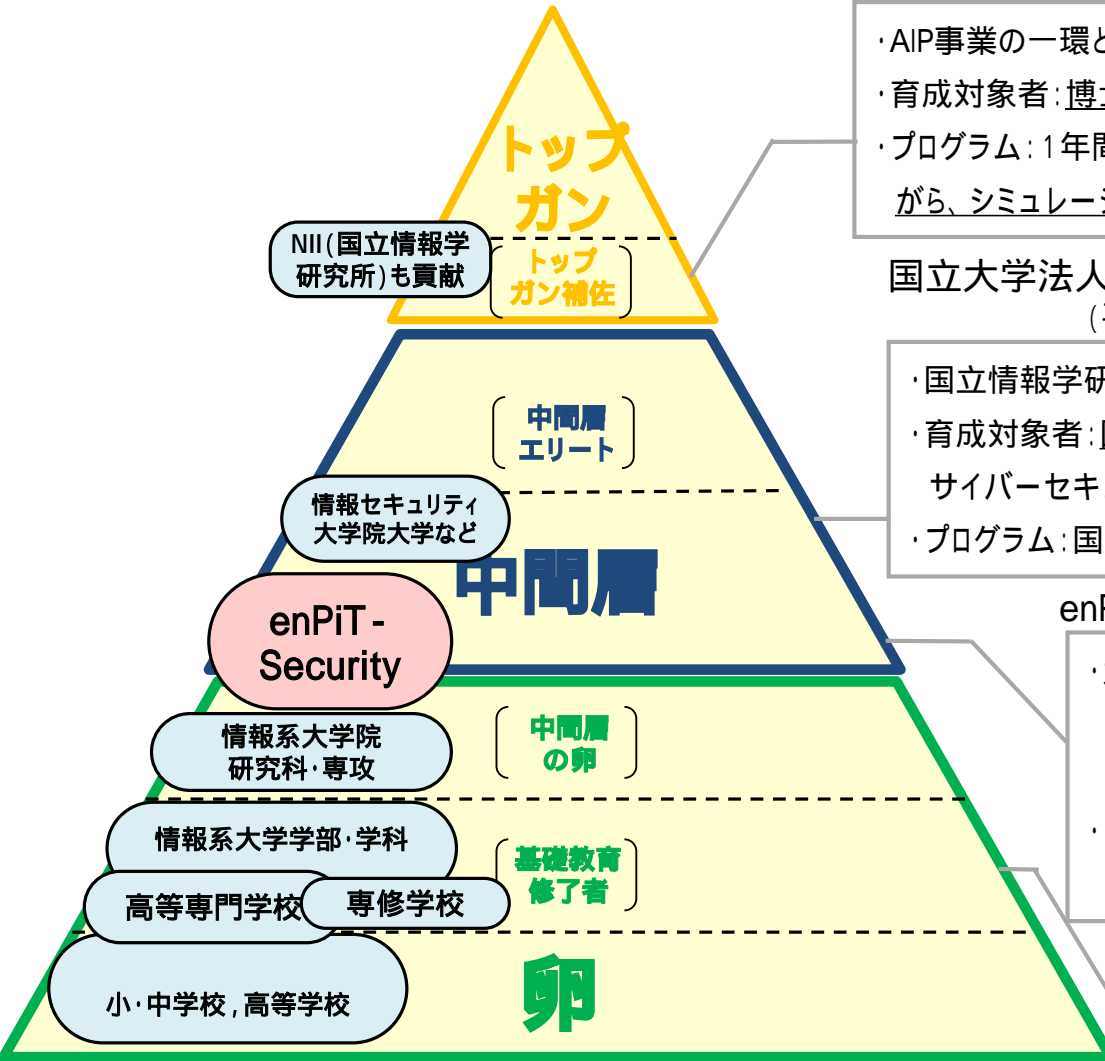 トップ
ガン
トップ
ガン補佐
NII(国立情報学
研究所)も貢献
中間層
エリート
情報セキュリティ
大学院大学など
中間層
enPiT-
Security
情報系大学院
研究科・専攻
中間層
の卵
情報系大学学部・学科
基礎教育
修了者
高等専門学校
専修学校
小・中学校,高等学校
卵
・AIP事業の一環
・育成対象者:博
・プログラム:1年間
がら、シミュレー
国立大学法人
・国立情報学研
・育成対象者:
サイバーセキ
・プログラム:国
en